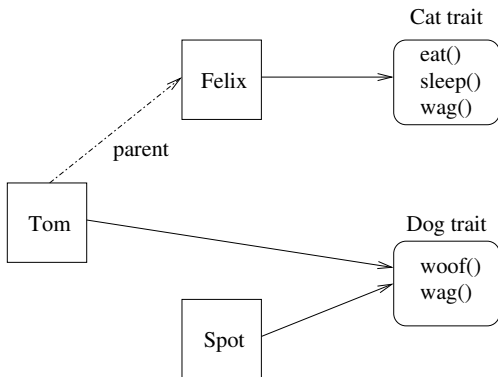 Cat trait
Felix
eat()
sleep()
wag()
parent
Tom
Dog trait
woof()
wag()
Spot